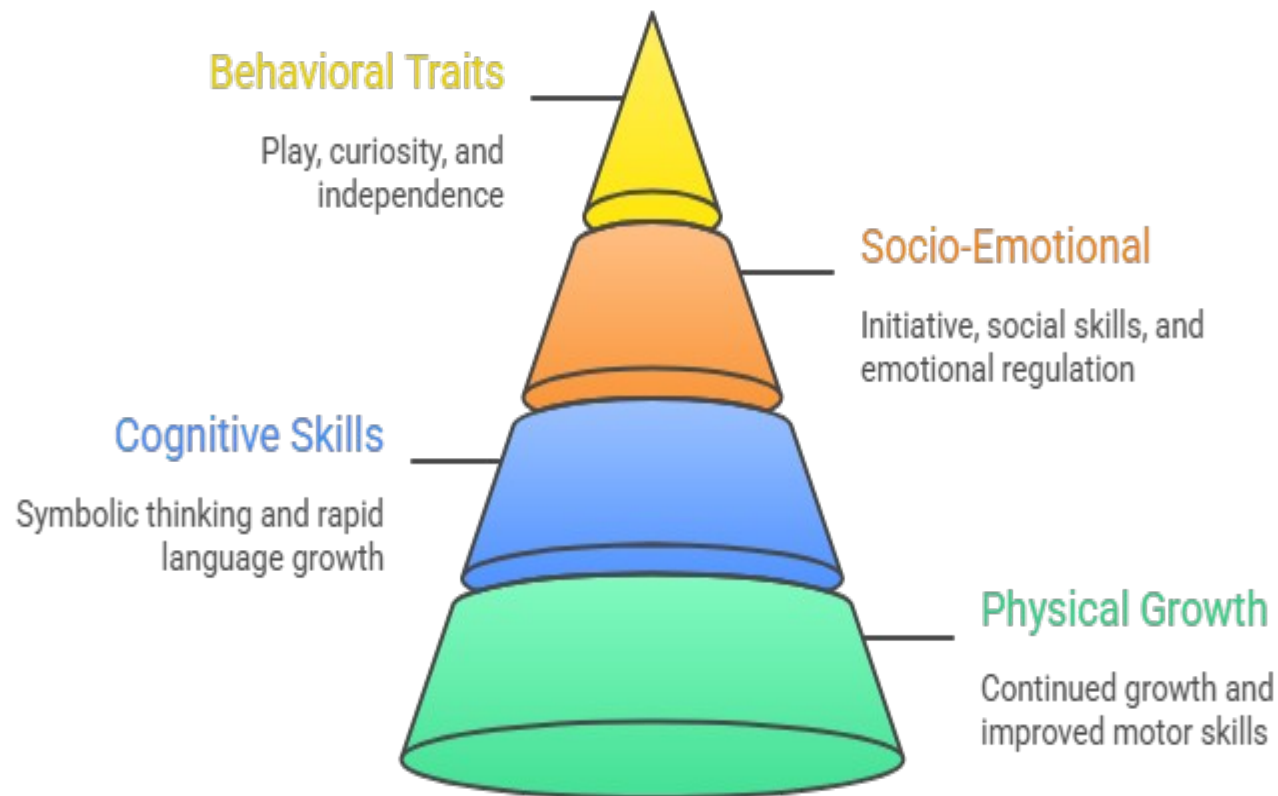 Behavioral Traits
Play, curiosity, and
independence
Socio-Emotional
Initiative, social skills, and
emotional regulation
Cognitive Skills
Symbolic thinking and rapid
language growth
Physical Growth
Continued growth and
improved motor skills